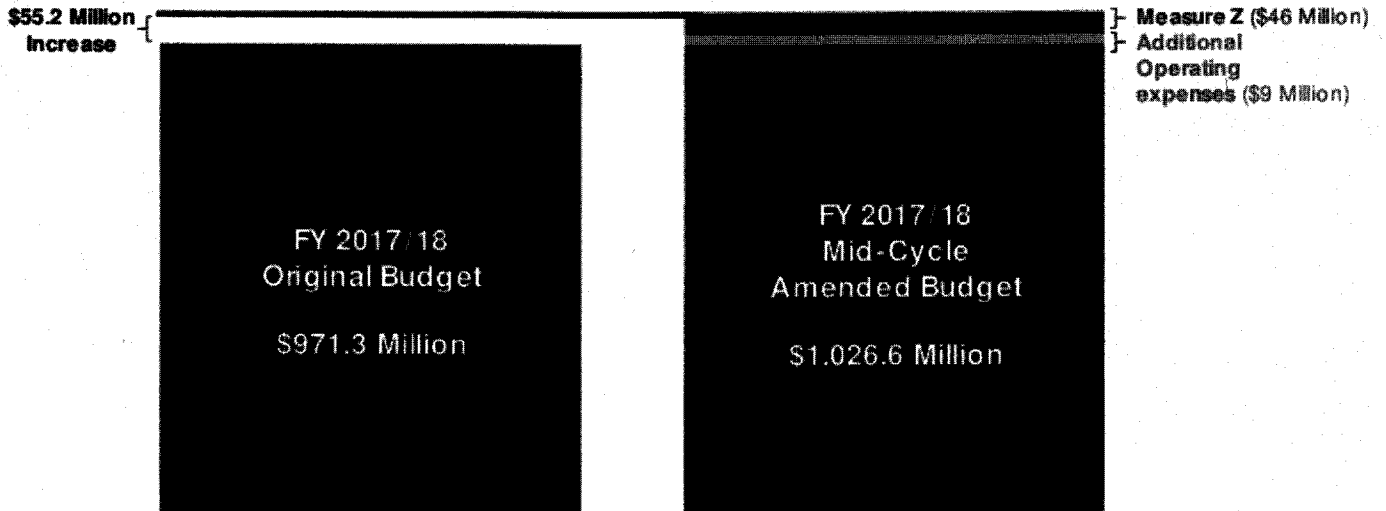 $55.2 Million
Increase
Measure Z ($46 Million)
Additional
Operating
expenses ($9 Million)
FY 2017/18
Original Budget
$971.3 Million
FY 2017/18
Mid-Cycle
Amended Budget
$1.026.6 Million